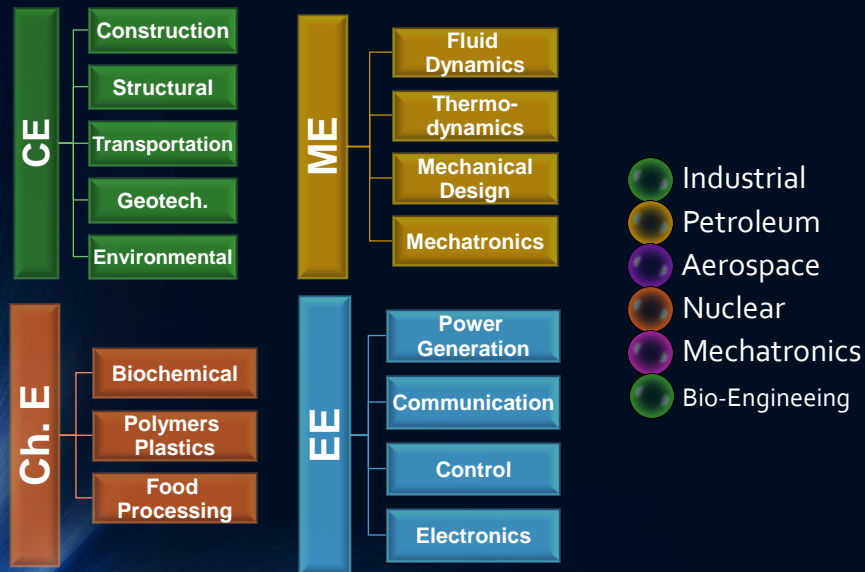 CE
Construction
Structural
Transportation
Geotech.
Environmental
ME
Fluid
Dynamics
Thermo-
dynamics
Mechanical
Design
Mechatronics
Ch. E
Biochemical
Polymers
Plastics
Food
Processing
EE
Power
Generation
Communication
Control
Electronics
Industrial
Petroleum
Aerospace
Nuclear
Mechatronics
Bio-Engineeing